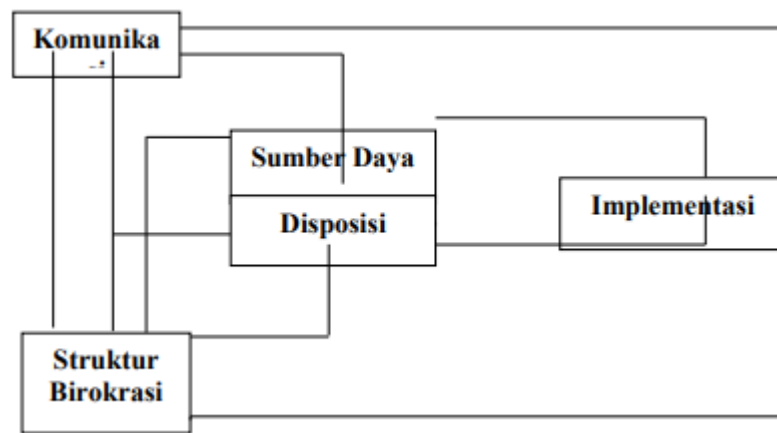 Komunika
Sumber Daya
Disposisi
Implementasi
Struktur
Birokrasi